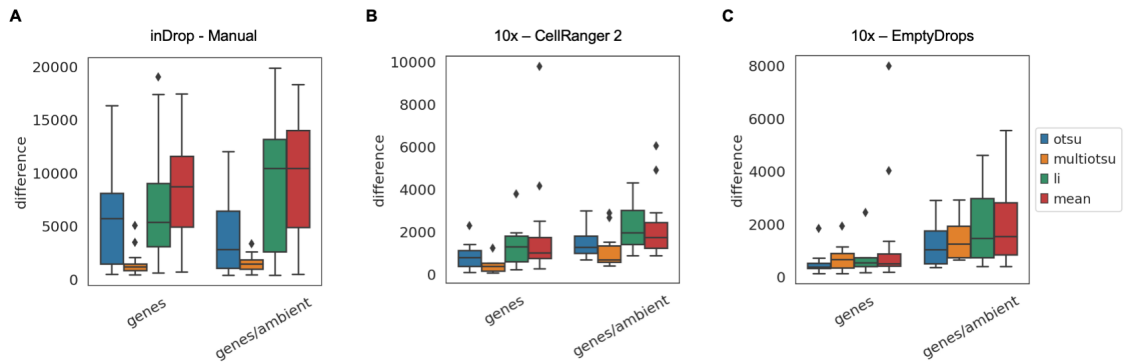 A
B
C
inDrop - Manual
10x – CellRanger 2
10x – EmptyDrops
difference
20000
15000
10000
5000
0
genes
genes/ambient
difference
10000
8000
6000
4000
2000
0
genes
genes/ambient
difference
8000
6000
4000
2000
0
genes
genes/ambient
otsu
multiotsu
li
mean